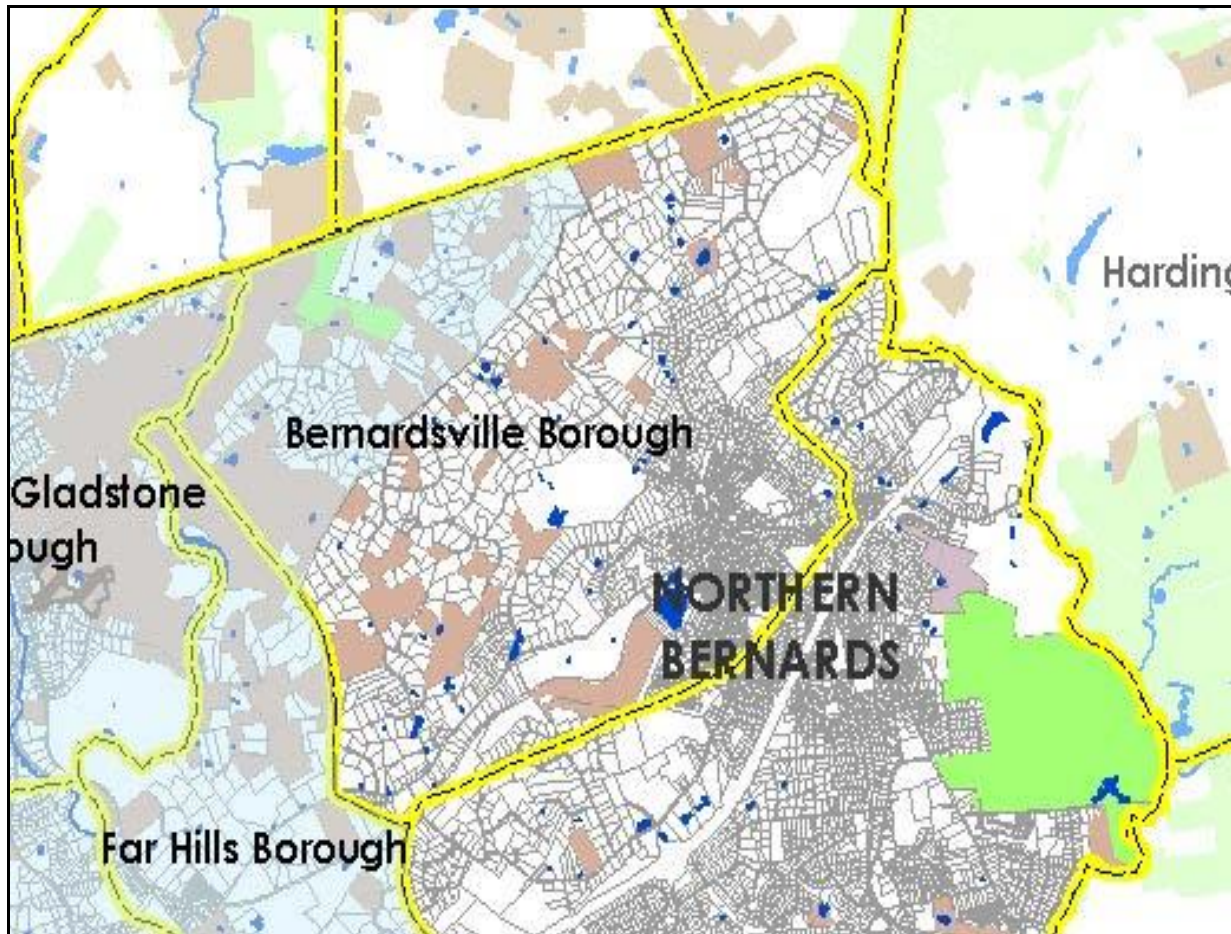 Harding
Bernardsville Borough
Gladstone
ough
NORTHERN
BERNARDS
Far Hills Borough